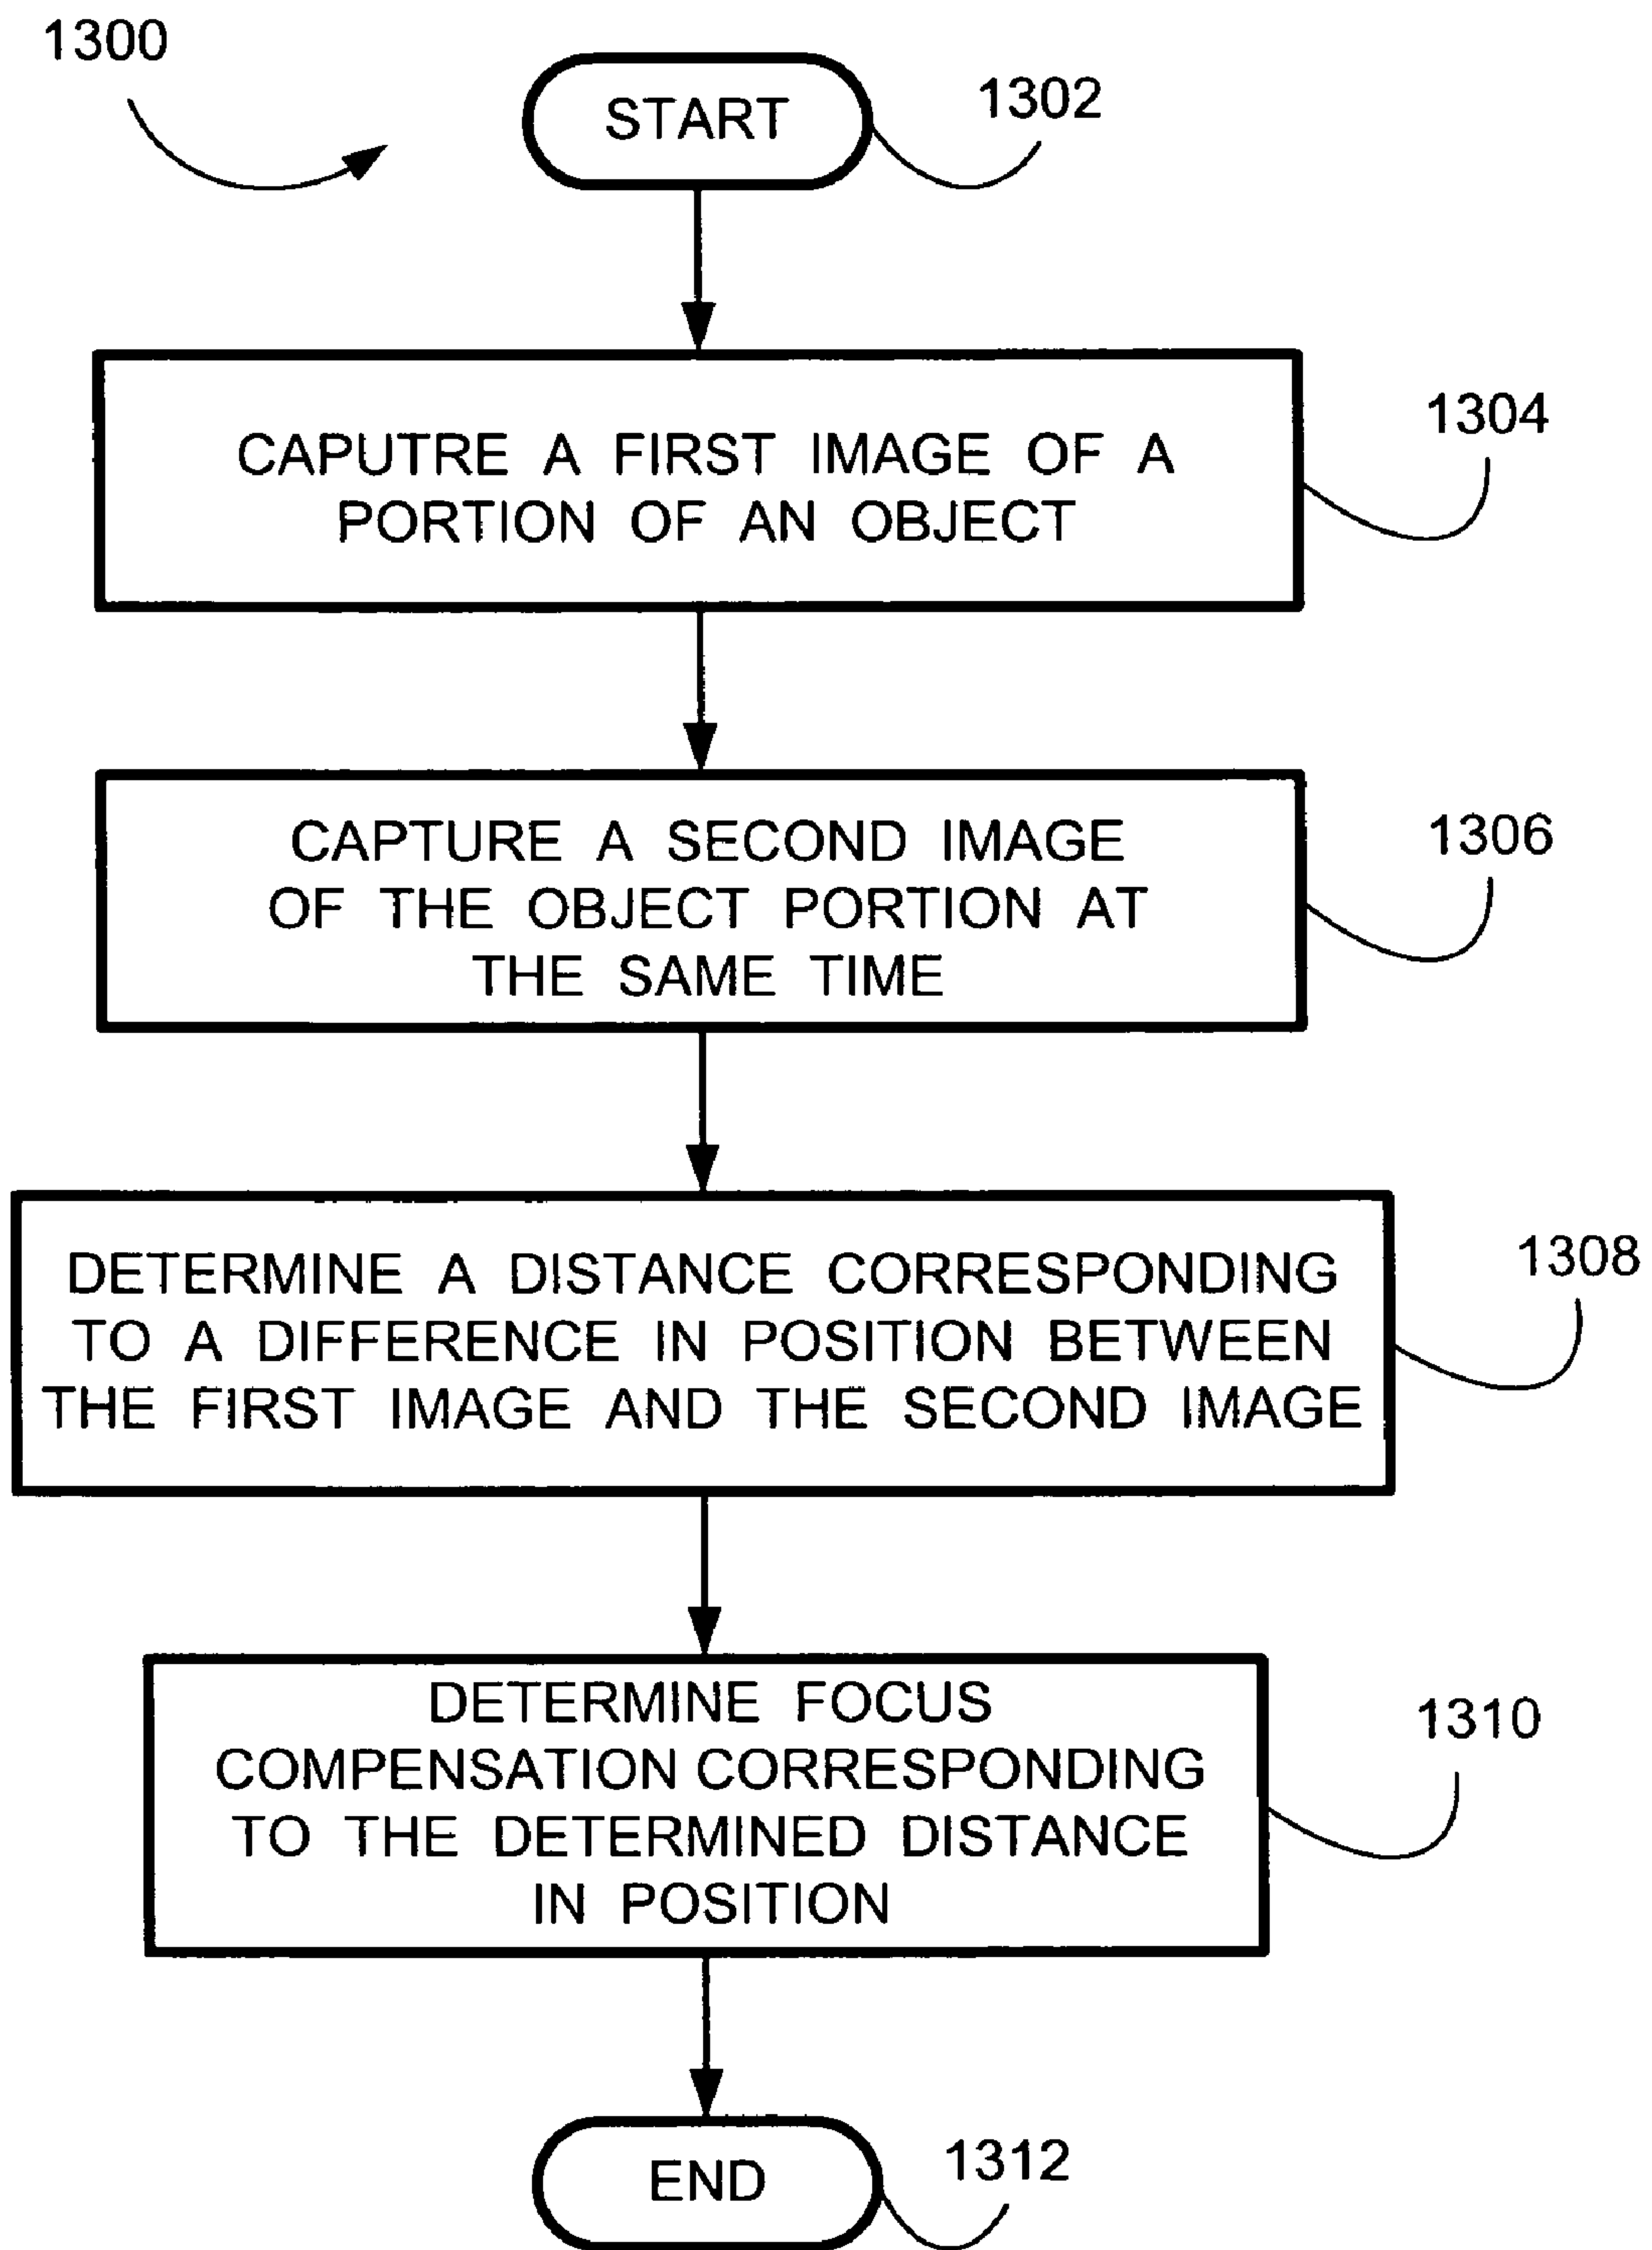 1300
START
1302
CAPUTRE A FIRST IMAGE OF A
PORTION OF AN OBJECT
1304
CAPTURE A SECOND IMAGE
OF THE OBJECT PORTION AT
THE SAME TIME
1306
DETERMINE A DISTANCE CORRESPONDING
TO A DIFFERENCE IN POSITION BETWEEN
THE FIRST IMAGE AND THE SECOND IMAGE
1308
DETERMINE FOCUS
COMPENSATION CORRESPONDING
TO THE DETERMINED DISTANCE
IN POSITION
1310
END
1312